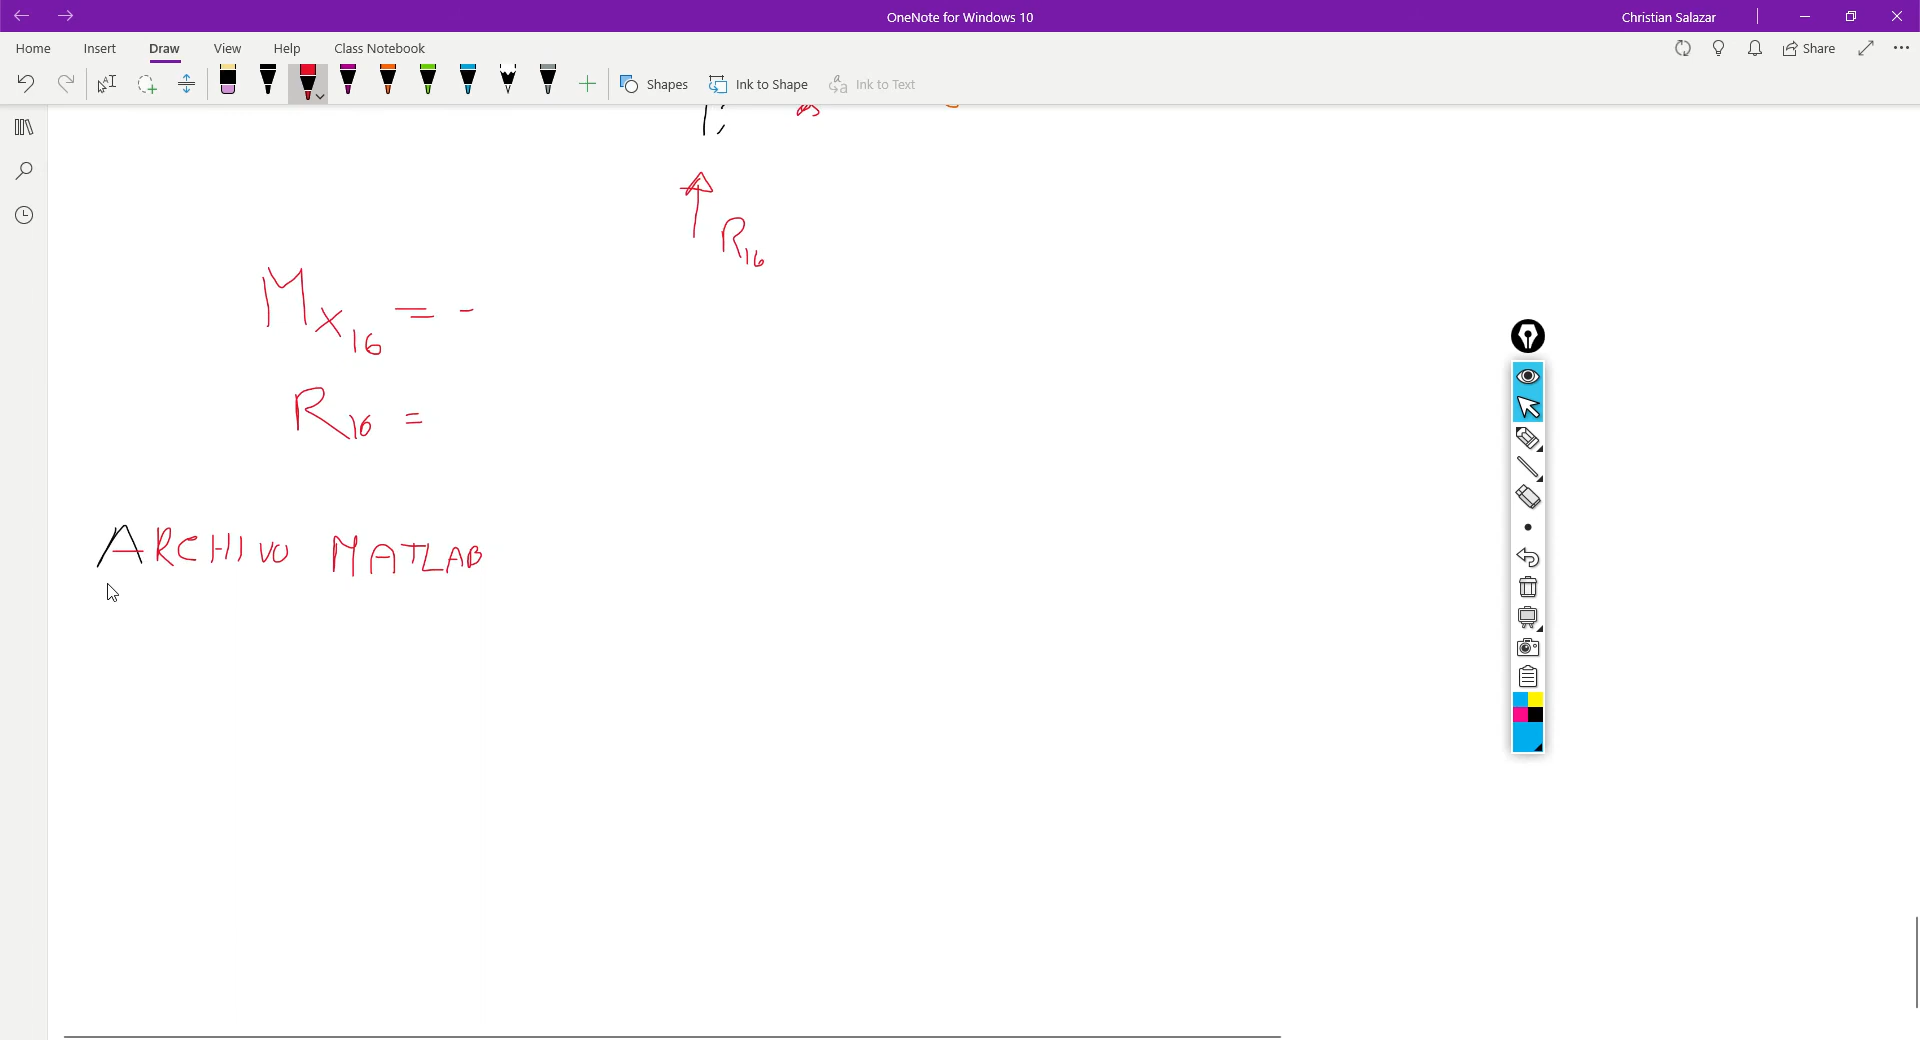 OneNote for Windows 10
Christian Salazar
Home Insert Draw View Help Class Notebook
Share
Shapes Ink to Shape Ink to Text
R16
Mx16 = -
R16 =
ARCHIVO MATLAB